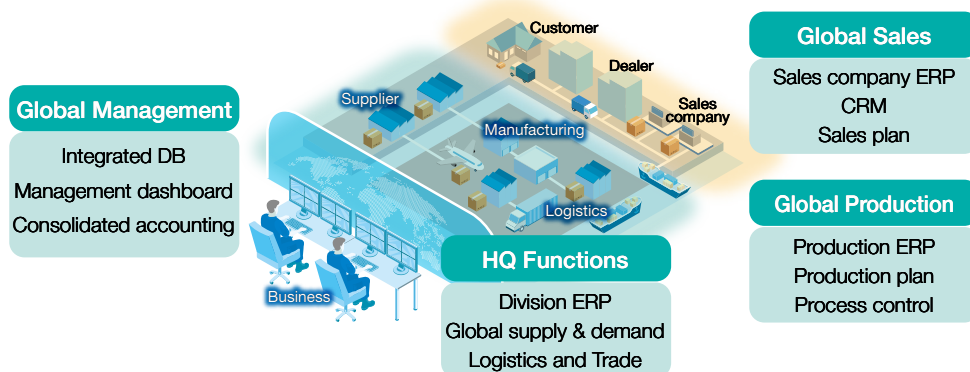 Global Management
Integrated DB
Management dashboard
Consolidated accounting
Customer
Dealer
Sales
company
Supplier
Manufacturing
Logistics
Business
HQ Functions
Division ERP
Global supply & demand
Logistics and Trade
Global Sales
Sales company ERP
CRM
Sales plan
Global Production
Production ERP
Production plan
Process control